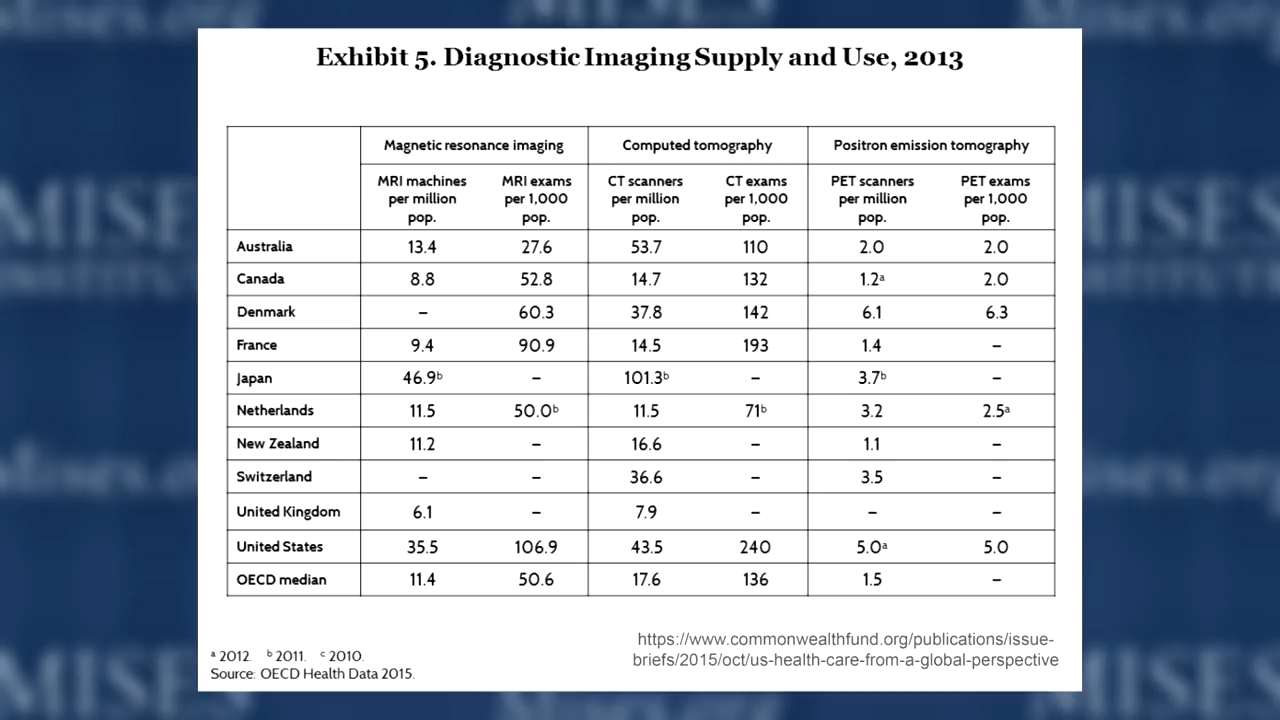 Exhibit 5. Diagnostic Imaging Supply and Use, 2013
Magnetic resonance imaging Computed tomography Positron emission tomography
MRI machines per million pop. MRI exams per 1,000 pop. CT scanners per million pop. CT exams per 1,000 pop. PET scanners per million pop. PET exams per 1,000 pop.
Australia 13.4 27.6 53.7 110 2.0 2.0
Canada 8.8 52.8 14.7 132 1.2ᵃ 2.0
Denmark – 60.3 37.8 142 6.1 6.3
France 9.4 90.9 14.5 193 1.4 –
Japan 46.9ᵇ – 101.3ᵇ – 3.7ᵇ –
Netherlands 11.5 50.0ᵇ 11.5 71ᵇ 3.2 2.5ᵃ
New Zealand 11.2 – 16.6 – 1.1 –
Switzerland – – 36.6 – 3.5 –
United Kingdom 6.1 – 7.9 – – –
United States 35.5 106.9 43.5 240 5.0ᵃ 5.0
OECD median 11.4 50.6 17.6 136 1.5 –
ᵃ 2012. ᵇ 2011. ᶜ 2010.
Source: OECD Health Data 2015.
https://www.commonwealthfund.org/publications/issue-
briefs/2015/oct/us-health-care-from-a-global-perspective